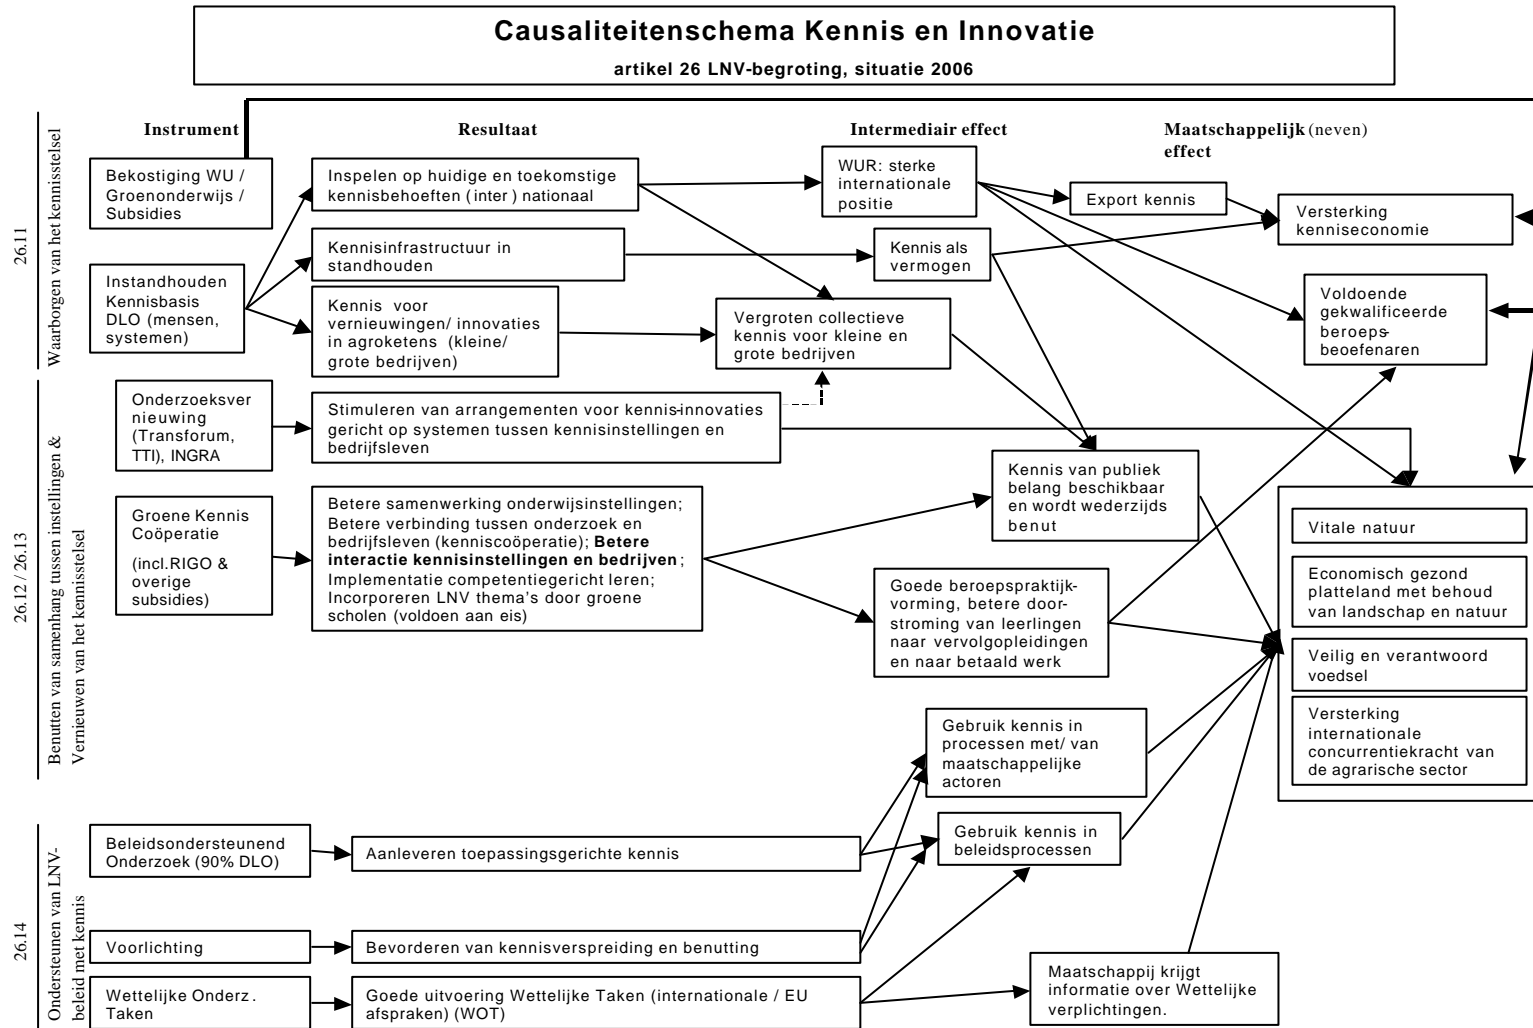 Causaliteitenschema Kennis en Innovatie
artikel 26 LNV-begroting, situatie 2006
Instrument
Resultaat
Intermediair effect
Maatschappelijk (neven)
effect
26.11
Waarborgen van het kennisstelsel
Bekostiging WU /
Groenonderwijs /
Subsidies
Instandhouden
Kennisbasis
DLO (mensen,
systemen)
Inspelen op huidige en toekomstige
kennisbehoeften (inter) nationaal
Kennisinfrastructuur in
standhouden
Kennis voor
vernieuwingen/ innovaties
in agroketens (kleine/
grote bedrijven)
WUR: sterke
internationale
positie
Kennis als
vermogen
Vergroten collectieve
kennis voor kleine en
grote bedrijven
Export kennis
Versterking
kenniseconomie
Voldoende
gekwalificeerde
beroeps-
beoefenaren
26.12 / 26.13
Benutten van samenhang tussen instellingen &
Vernieuwen van het kennisstelsel
Onderzoeksver
nieuwing
(Transforum,
TTI), INGRA
Stimuleren van arrangementen voor kennis-innovaties
gericht op systemen tussen kennisinstellingen en
bedrijfsleven
Groene Kennis
Coöperatie
(incl.RIGO &
overige
subsidies)
Betere samenwerking onderwijsinstellingen;
Betere verbinding tussen onderzoek en
bedrijfsleven (kenniscoöperatie); Betere
interactie kennisinstellingen en bedrijven;
Implementatie competentiegericht leren;
Incorporeren LNV thema's door groene
scholen (voldoen aan eis)
Kennis van publiek
belang beschikbaar
en wordt wederzijds
benut
Goede beroepspraktijk-
vorming, betere door-
stroming van leerlingen
naar vervolgopleidingen
en naar betaald werk
Vitale natuur
Economisch gezond
platteland met behoud
van landschap en natuur
Veilig en verantwoord
voedsel
Versterking
internationale
concurrentiekracht van
de agrarische sector
Gebruik kennis in
processen met/ van
maatschappelijke
actoren
26.14
Ondersteunen van LNV-
beleid met kennis
Beleidsondersteunend
Onderzoek (90% DLO)
Aanleveren toepassingsgerichte kennis
Gebruik kennis in
beleidsprocessen
Voorlichting
Bevorderen van kennisverspreiding en benutting
Wettelijke Onderz.
Taken
Goede uitvoering Wettelijke Taken (internationale / EU
afspraken) (WOT)
Maatschappij krijgt
informatie over Wettelijke
verplichtingen.